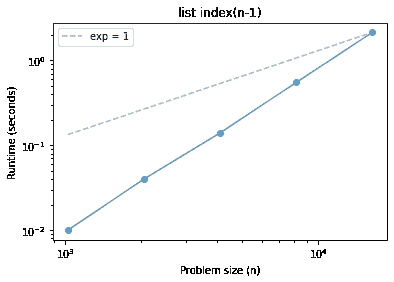 list index(n-1)
exp = 1
Runtime (seconds)
10⁰
10⁻¹
10⁻²
10³
10⁴
Problem size (n)